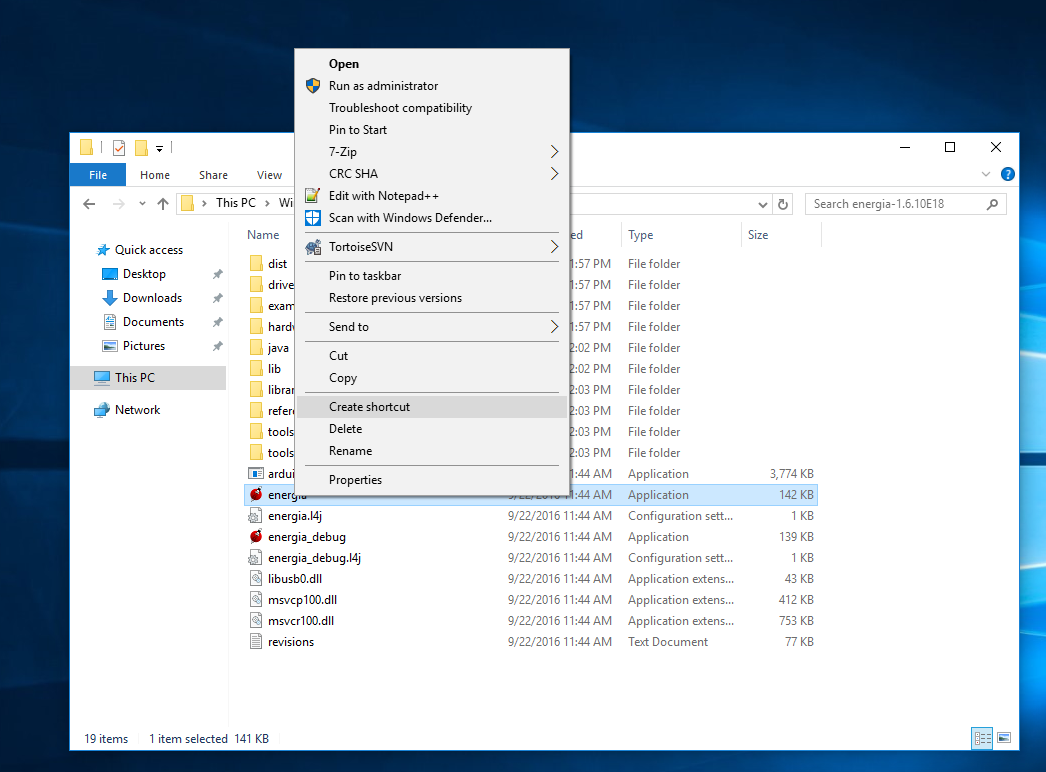 Open
Run as administrator
Troubleshoot compatibility
Pin to Start
7-Zip
CRC SHA
Edit with Notepad++
Scan with Windows Defender...
TortoiseSVN
Pin to taskbar
Restore previous versions
Send to
Cut
Copy
Create shortcut
Delete
Rename
Properties
File Home Share View
This PC Wi
Search energia-1.6.10E18
Quick access
Desktop
Downloads
Documents
Pictures
This PC
Network
Name ed Type Size
dist 1:57 PM File folder
drive 1:57 PM File folder
exam 1:57 PM File folder
hardw 1:57 PM File folder
java 2:02 PM File folder
lib 2:02 PM File folder
librar 2:03 PM File folder
refere 2:03 PM File folder
tools 2:03 PM File folder
tools 2:03 PM File folder
ardui 1:44 AM Application 3,774 KB
energia 9/22/2016 11:44 AM Application 142 KB
energia.l4j 9/22/2016 11:44 AM Configuration sett... 1 KB
energia_debug 9/22/2016 11:44 AM Application 139 KB
energia_debug.l4j 9/22/2016 11:44 AM Configuration sett... 1 KB
libusb0.dll 9/22/2016 11:44 AM Application extens... 43 KB
msvcp100.dll 9/22/2016 11:44 AM Application extens... 412 KB
msvcr100.dll 9/22/2016 11:44 AM Application extens... 753 KB
revisions 9/22/2016 11:44 AM Text Document 77 KB
19 items 1 item selected 141 KB